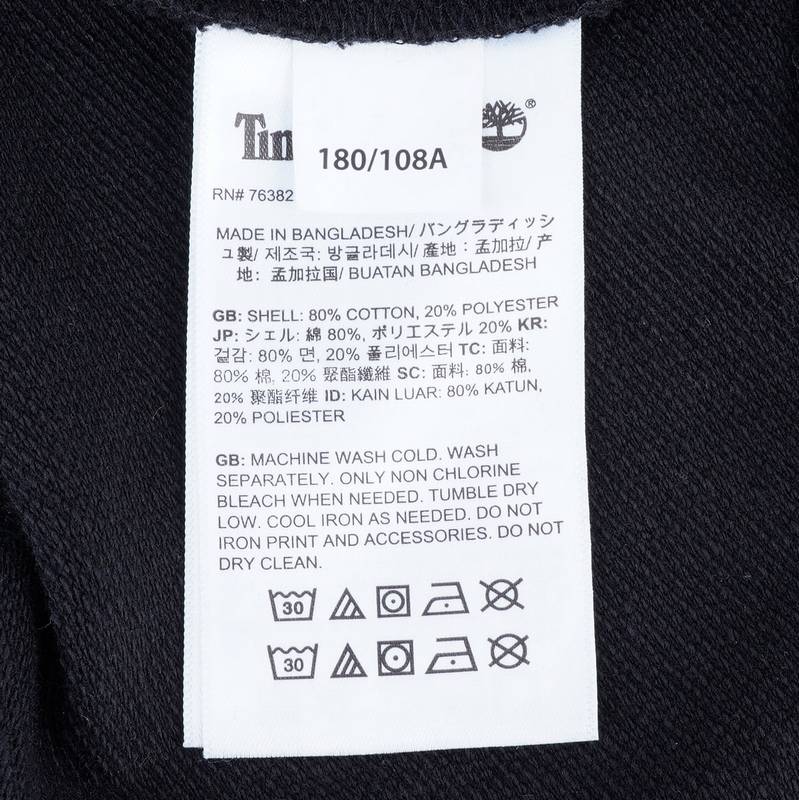 Tim
®
180/108A
RN# 76382
MADE IN BANGLADESH/ バングラディッシ
ュ製/ 제조국: 방글라데시/ 產地：孟加拉/ 产
地：孟加拉国/ BUATAN BANGLADESH
GB: SHELL: 80% COTTON, 20% POLYESTER
JP: シェル: 綿 80%, ポリエステル 20% KR:
겉감: 80% 면, 20% 폴리에스터 TC: 面料:
80% 棉, 20% 聚酯纖維 SC: 面料: 80% 棉,
20% 聚酯纤维 ID: KAIN LUAR: 80% KATUN,
20% POLIESTER
GB: MACHINE WASH COLD. WASH
SEPARATELY. ONLY NON CHLORINE
BLEACH WHEN NEEDED. TUMBLE DRY
LOW. COOL IRON AS NEEDED. DO NOT
IRON PRINT AND ACCESSORIES. DO NOT
DRY CLEAN.
30
30